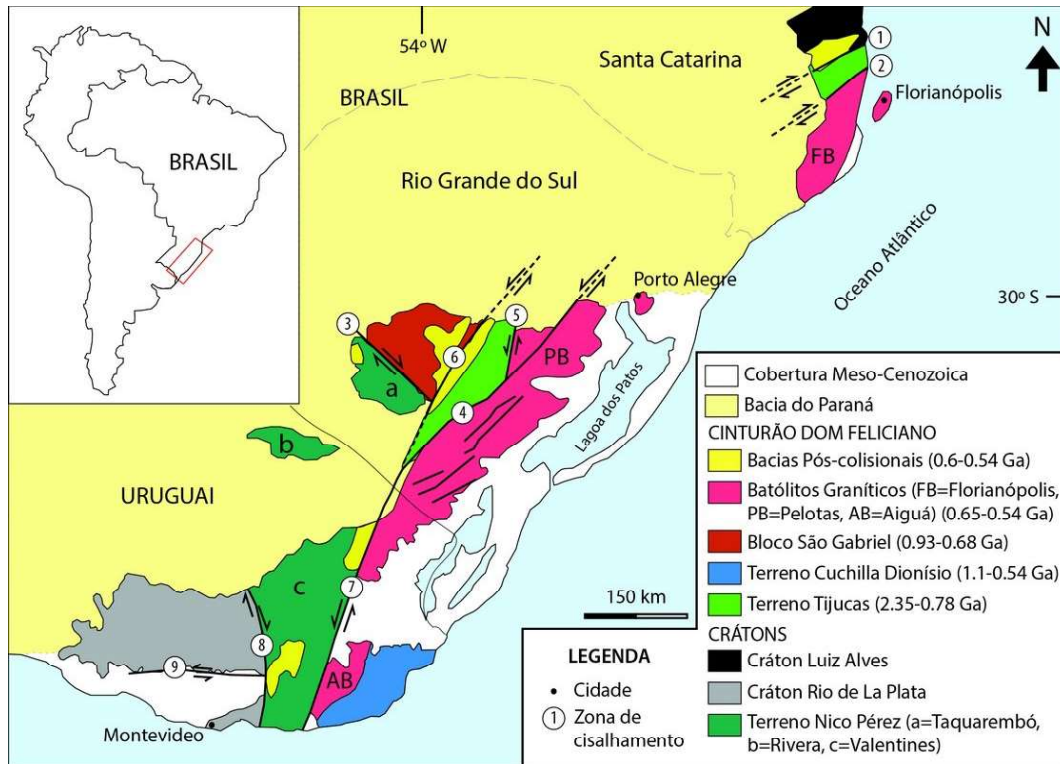 54º W
Santa Catarina
1
2
N
BRASIL
Florianópolis
BRASIL
FB
Rio Grande do Sul
Oceano Atlântico
Porto Alegre
30º S
3
5
6
PB
a
4
Lagoa dos Patos
b
URUGUAI
c
7
8
9
AB
Montevideo
150 km
LEGENDA
Cidade
1 Zona de
cisalhamento
Cobertura Meso-Cenozoica
Bacia do Paraná
CINTURÃO DOM FELICIANO
Bacias Pós-colisionais (0.6-0.54 Ga)
Batólitos Graníticos (FB=Florianópolis,
PB=Pelotas, AB=Aiguá) (0.65-0.54 Ga)
Bloco São Gabriel (0.93-0.68 Ga)
Terreno Cuchilla Dionísio (1.1-0.54 Ga)
Terreno Tijucas (2.35-0.78 Ga)
CRÁTONS
Cráton Luiz Alves
Cráton Rio de La Plata
Terreno Nico Pérez (a=Taquarembó,
b=Rivera, c=Valentines)